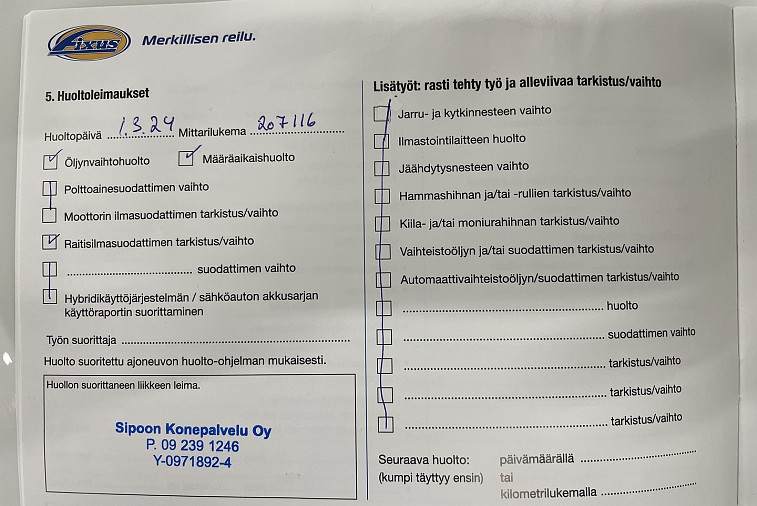 Fixus
Merkillisen reilu.
5. Huoltoleimaukset
Huoltopäivä 1.3.24 Mittarilukema 207116
Öljynvaihtohuolto Määräaikaishuolto
Polttoainesuodattimen vaihto
Moottorin ilmasuodattimen tarkistus/vaihto
Raitisilmasuodattimen tarkistus/vaihto
........................................ suodattimen vaihto
Hybridikäyttöjärjestelmän / sähköauton akkusarjan
käyttöraportin suorittaminen
Työn suorittaja ........................................
Huolto suoritettu ajoneuvon huolto-ohjelman mukaisesti.
Huollon suorittaneen liikkeen leima.
Sipoon Konepalvelu Oy
P. 09 239 1246
Y-0971892-4
Lisätyöt: rasti tehty työ ja alleviivaa tarkistus/vaihto
Jarru- ja kytkinnesteen vaihto
Ilmastointilaitteen huolto
Jäähdytysnesteen vaihto
Hammashihnan ja/tai -rullien tarkistus/vaihto
Kiila- ja/tai moniurahihnan tarkistus/vaihto
Vaihteistoöljyn ja/tai suodattimen tarkistus/vaihto
Automaattivaihteistoöljyn/suodattimen tarkistus/vaihto
........................................ huolto
........................................ suodattimen vaihto
........................................ tarkistus/vaihto
........................................ tarkistus/vaihto
........................................ tarkistus/vaihto
Seuraava huolto: päivämäärällä ........................................
(kumpi täyttyy ensin) tai
kilometrilukemalla ........................................